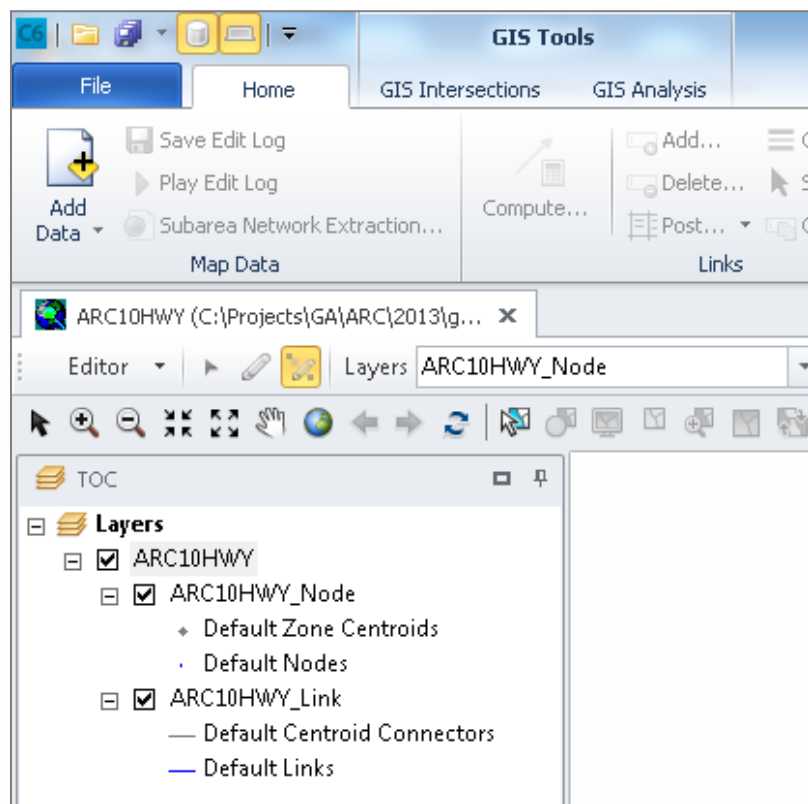 C6 GIS Tools
File Home GIS Intersections GIS Analysis
Save Edit Log Add...
Play Edit Log Delete...
Add Data Subarea Network Extraction... Compute... Post...
Map Data Links
ARC10HWY (C:\Projects\GA\ARC\2013\g...
Editor Layers ARC10HWY_Node
TOC
Layers
ARC10HWY
ARC10HWY_Node
Default Zone Centroids
Default Nodes
ARC10HWY_Link
Default Centroid Connectors
Default Links